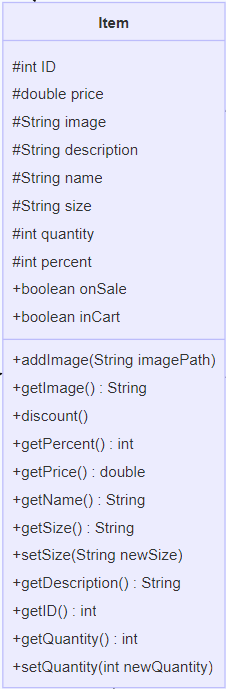 Item
#int ID
#double price
#String image
#String description
#String name
#String size
#int quantity
#int percent
+boolean onSale
+boolean inCart
+addImage(String imagePath)
+getImage() : String
+discount()
+getPercent() : int
+getPrice() : double
+getName() : String
+getSize() : String
+setSize(String newSize)
+getDescription() : String
+getID() : int
+getQuantity() : int
+setQuantity(int newQuantity)